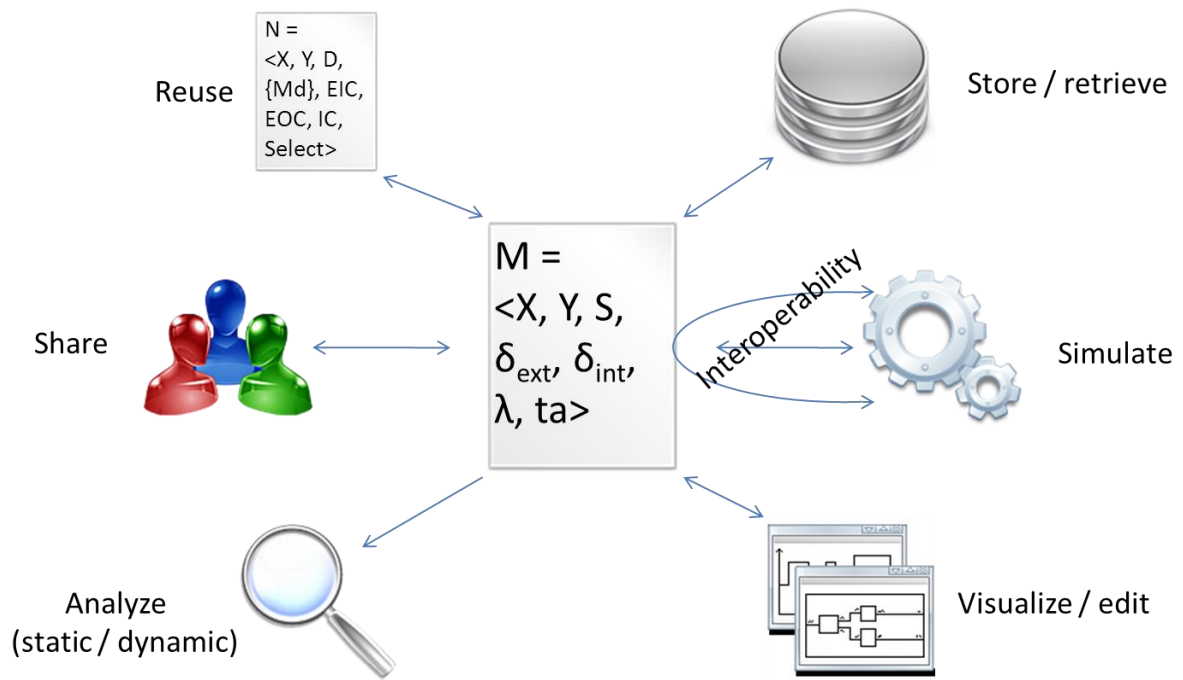 N =
<X, Y, D,
{Md}, EIC,
EOC, IC,
Select>
Reuse
Store / retrieve
M =
<X, Y, S,
δext, δint,
λ, ta>
Interoperability
Share
Simulate
Analyze
(static / dynamic)
Visualize / edit